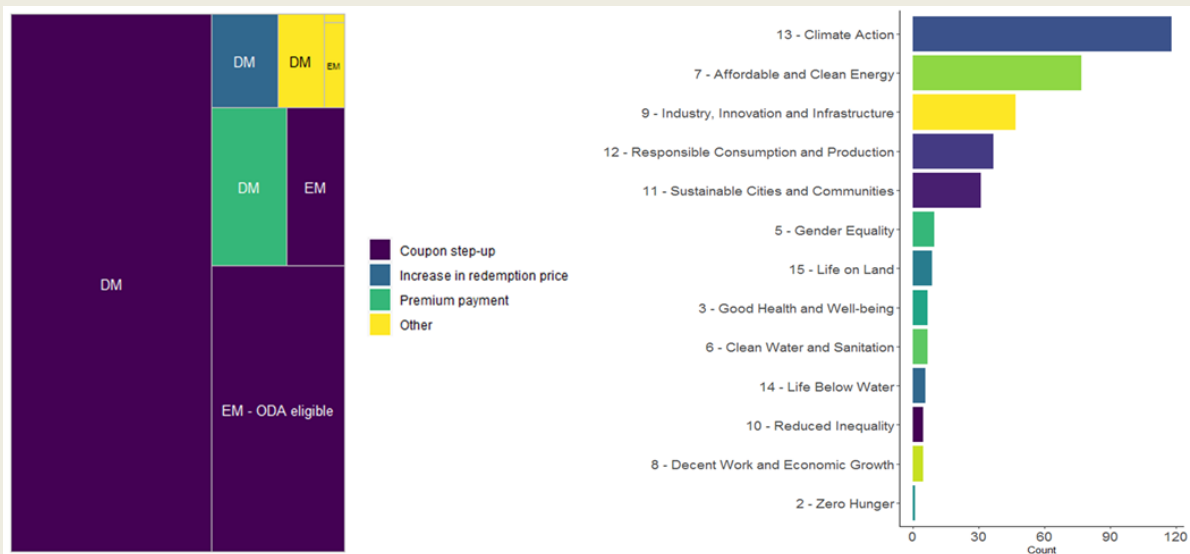 DM
DM
DM
EM
DM
EM
EM - ODA eligible
Coupon step-up
Increase in redemption price
Premium payment
Other
13 - Climate Action
7 - Affordable and Clean Energy
9 - Industry, Innovation and Infrastructure
12 - Responsible Consumption and Production
11 - Sustainable Cities and Communities
5 - Gender Equality
15 - Life on Land
3 - Good Health and Well-being
6 - Clean Water and Sanitation
14 - Life Below Water
10 - Reduced Inequality
8 - Decent Work and Economic Growth
2 - Zero Hunger
0 30 60 90 120
Count